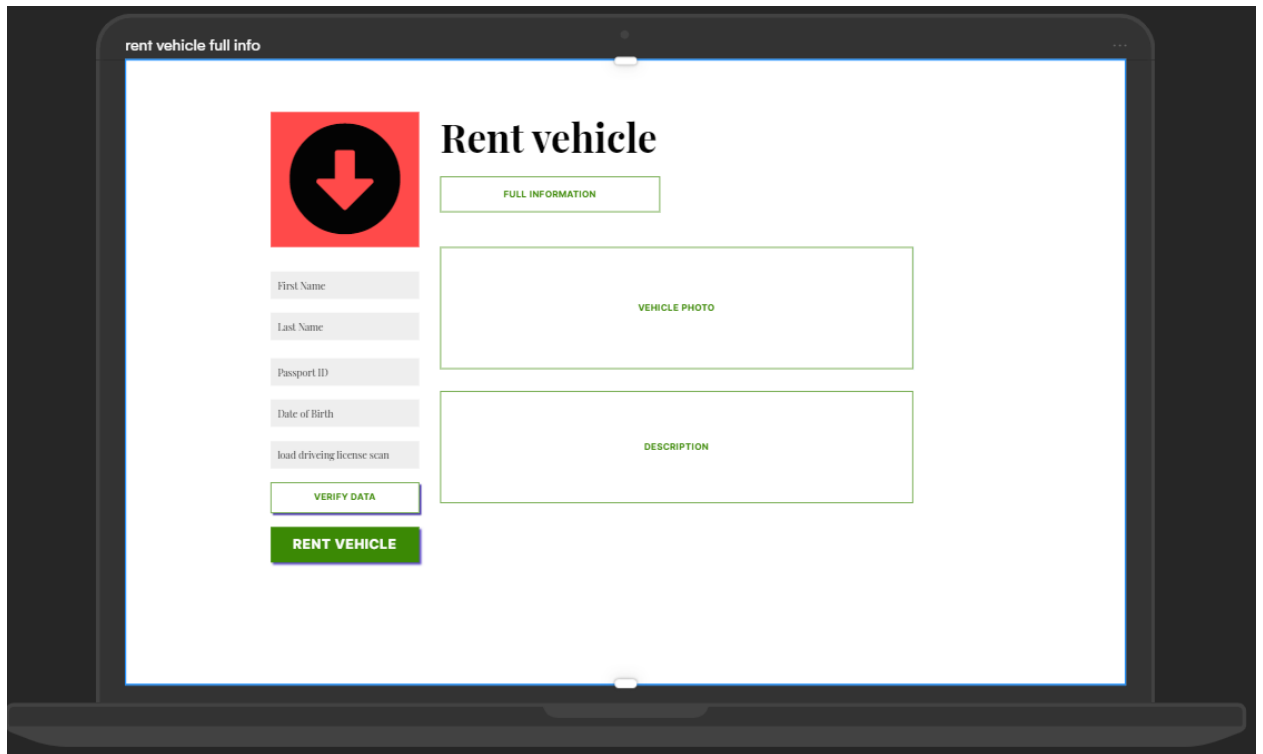 rent vehicle full info
Rent vehicle
FULL INFORMATION
First Name
Last Name
Passport ID
Date of Birth
load driveing license scan
VERIFY DATA
RENT VEHICLE
VEHICLE PHOTO
DESCRIPTION